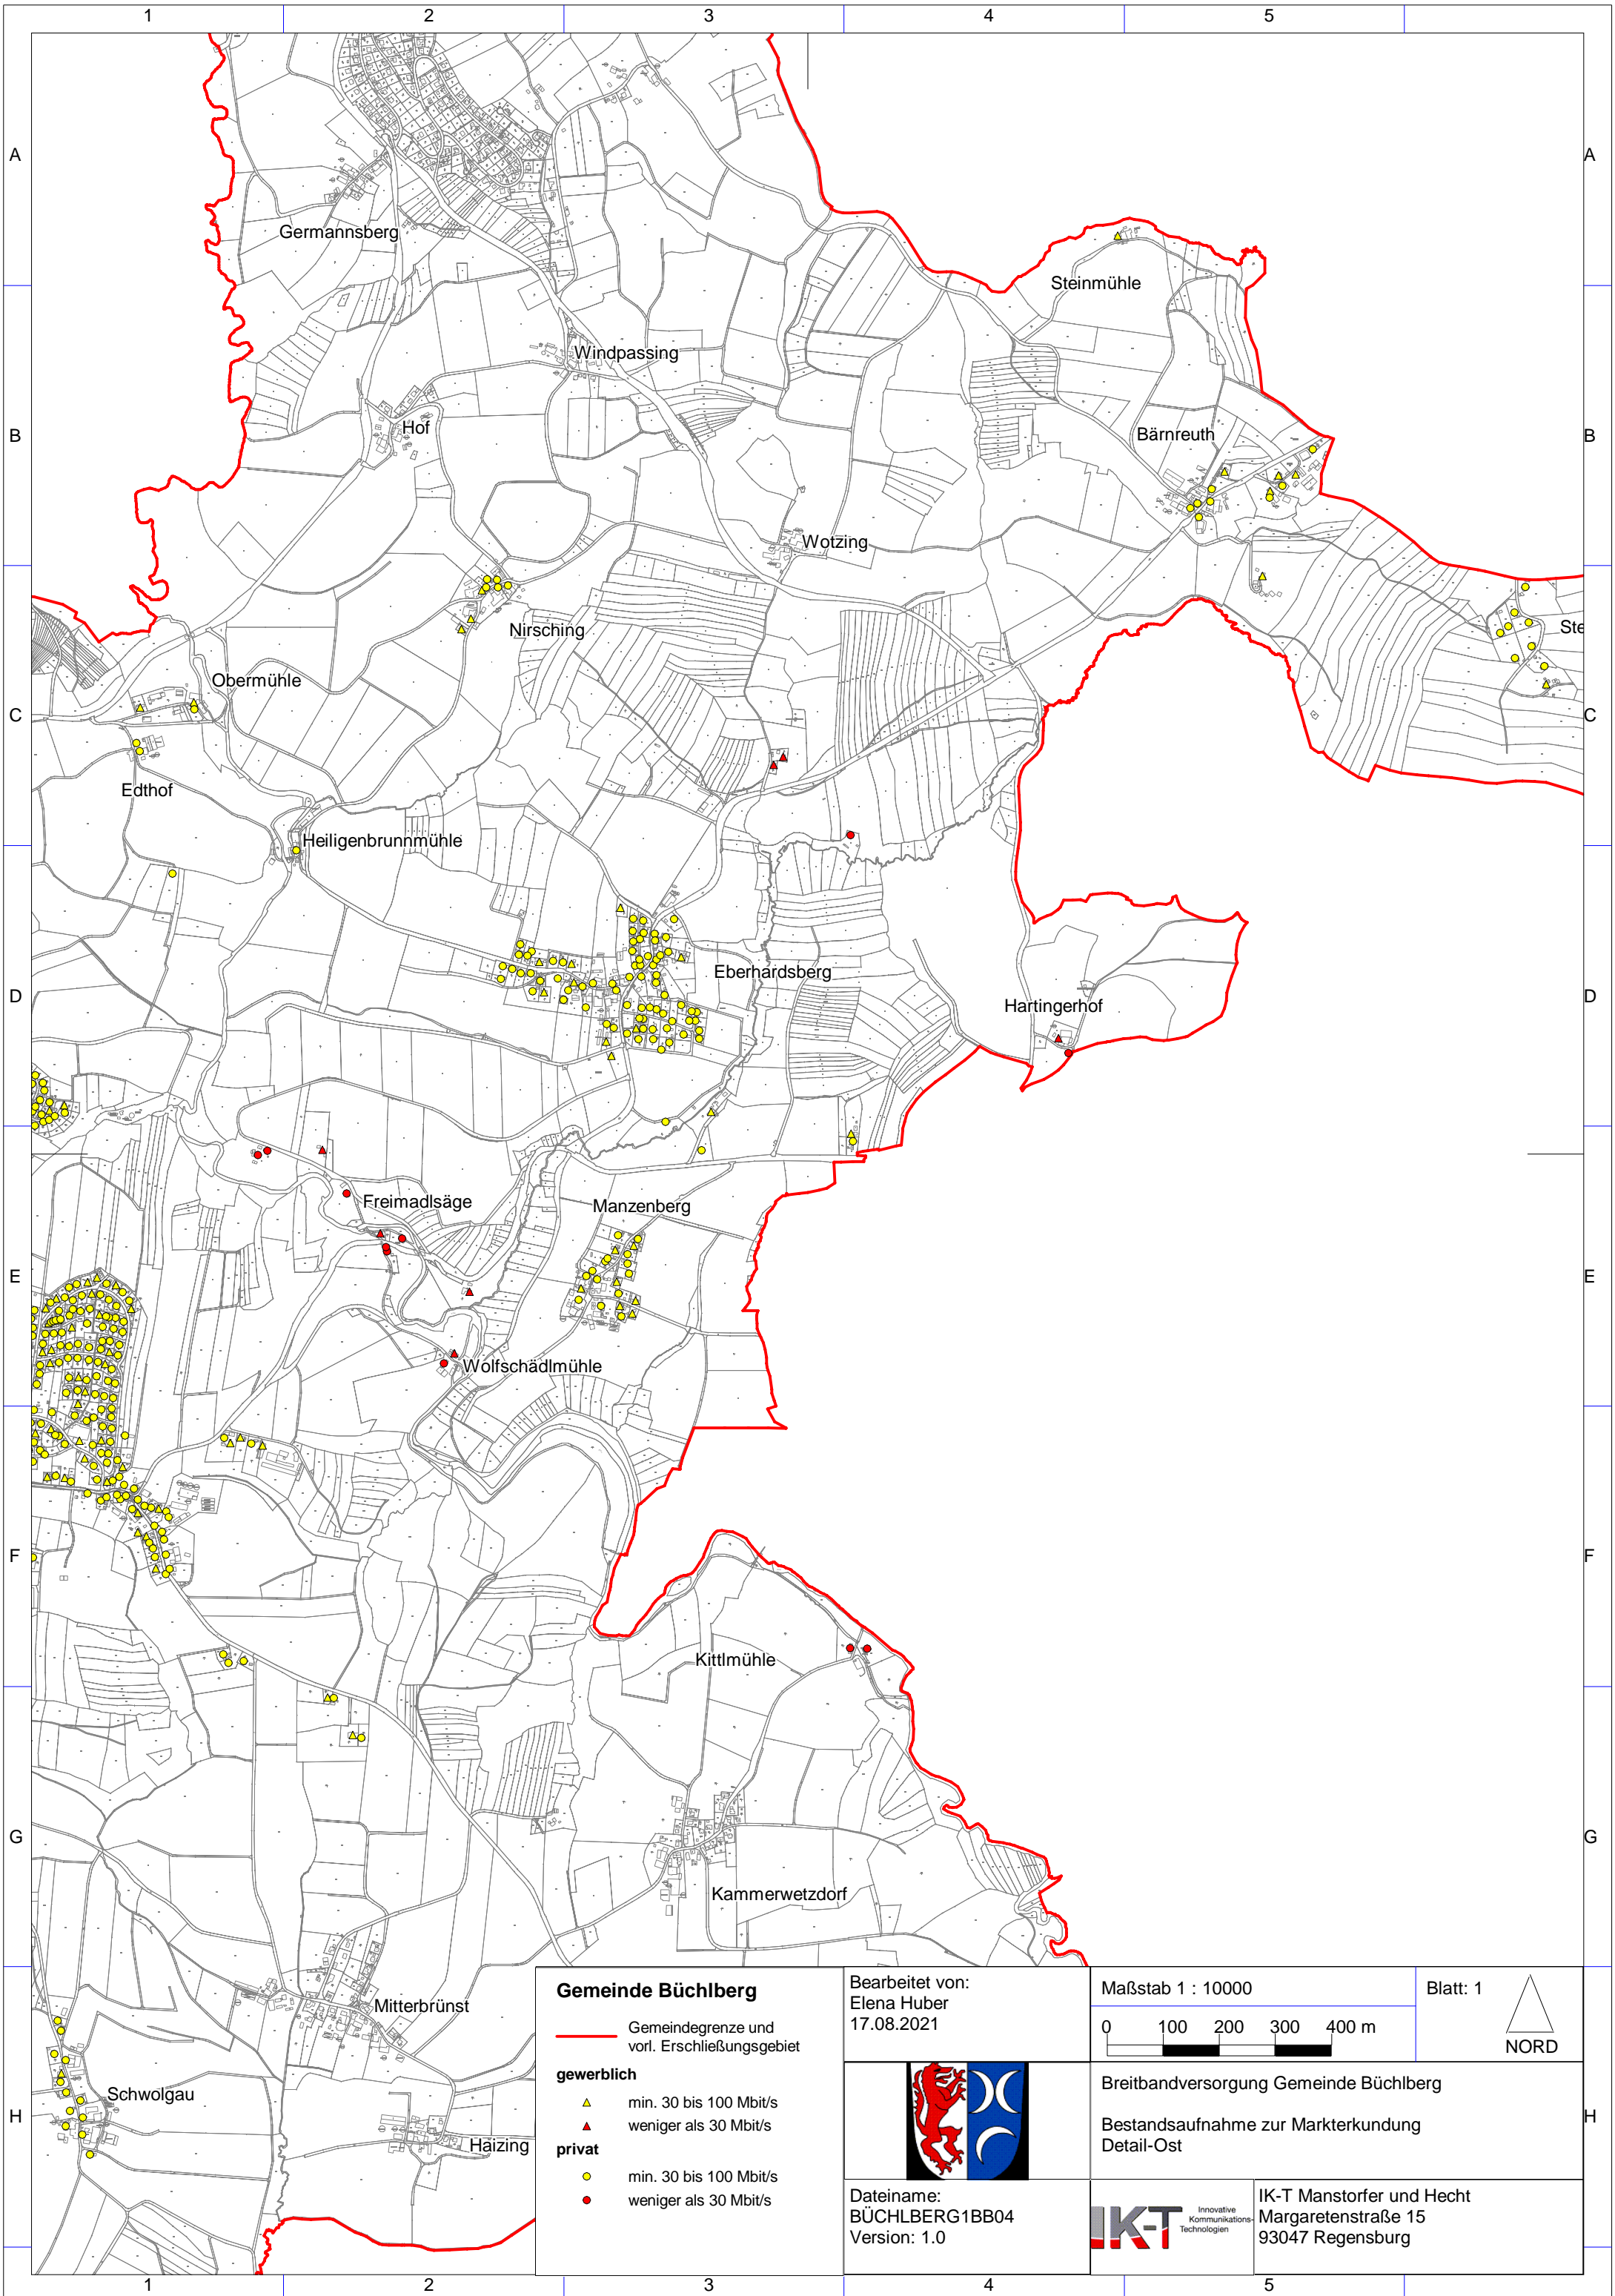 1 2 3 4 5
A A
Germannsberg
Steinmühle
Windpassing
Hof
Bärnreuth
B B
Wotzing
Nirsching
Ste
Obermühle
C C
Edthof
Heiligenbrunnmühle
Eberhardsberg
D D
Hartingerhof
Freimadlsäge
Manzenberg
E E
Wolfschädlmühle
F F
Kittlmühle
G G
Kammerwetzdorf
Mitterbrünst
Schwolgau
H H
Haizing
Gemeinde Büchlberg
Gemeindegrenze und
vorl. Erschließungsgebiet
gewerblich
min. 30 bis 100 Mbit/s
weniger als 30 Mbit/s
privat
min. 30 bis 100 Mbit/s
weniger als 30 Mbit/s
Bearbeitet von:
Elena Huber
17.08.2021
Maßstab 1 : 10000
0 100 200 300 400 m
Blatt: 1
NORD
Breitbandversorgung Gemeinde Büchlberg
Bestandsaufnahme zur Markterkundung
Detail-Ost
Dateiname:
BÜCHLBERG1BB04
Version: 1.0
IK-T
Innovative
Kommunikations-
Technologien
IK-T Manstorfer und Hecht
Margaretenstraße 15
93047 Regensburg
1 2 3 4 5